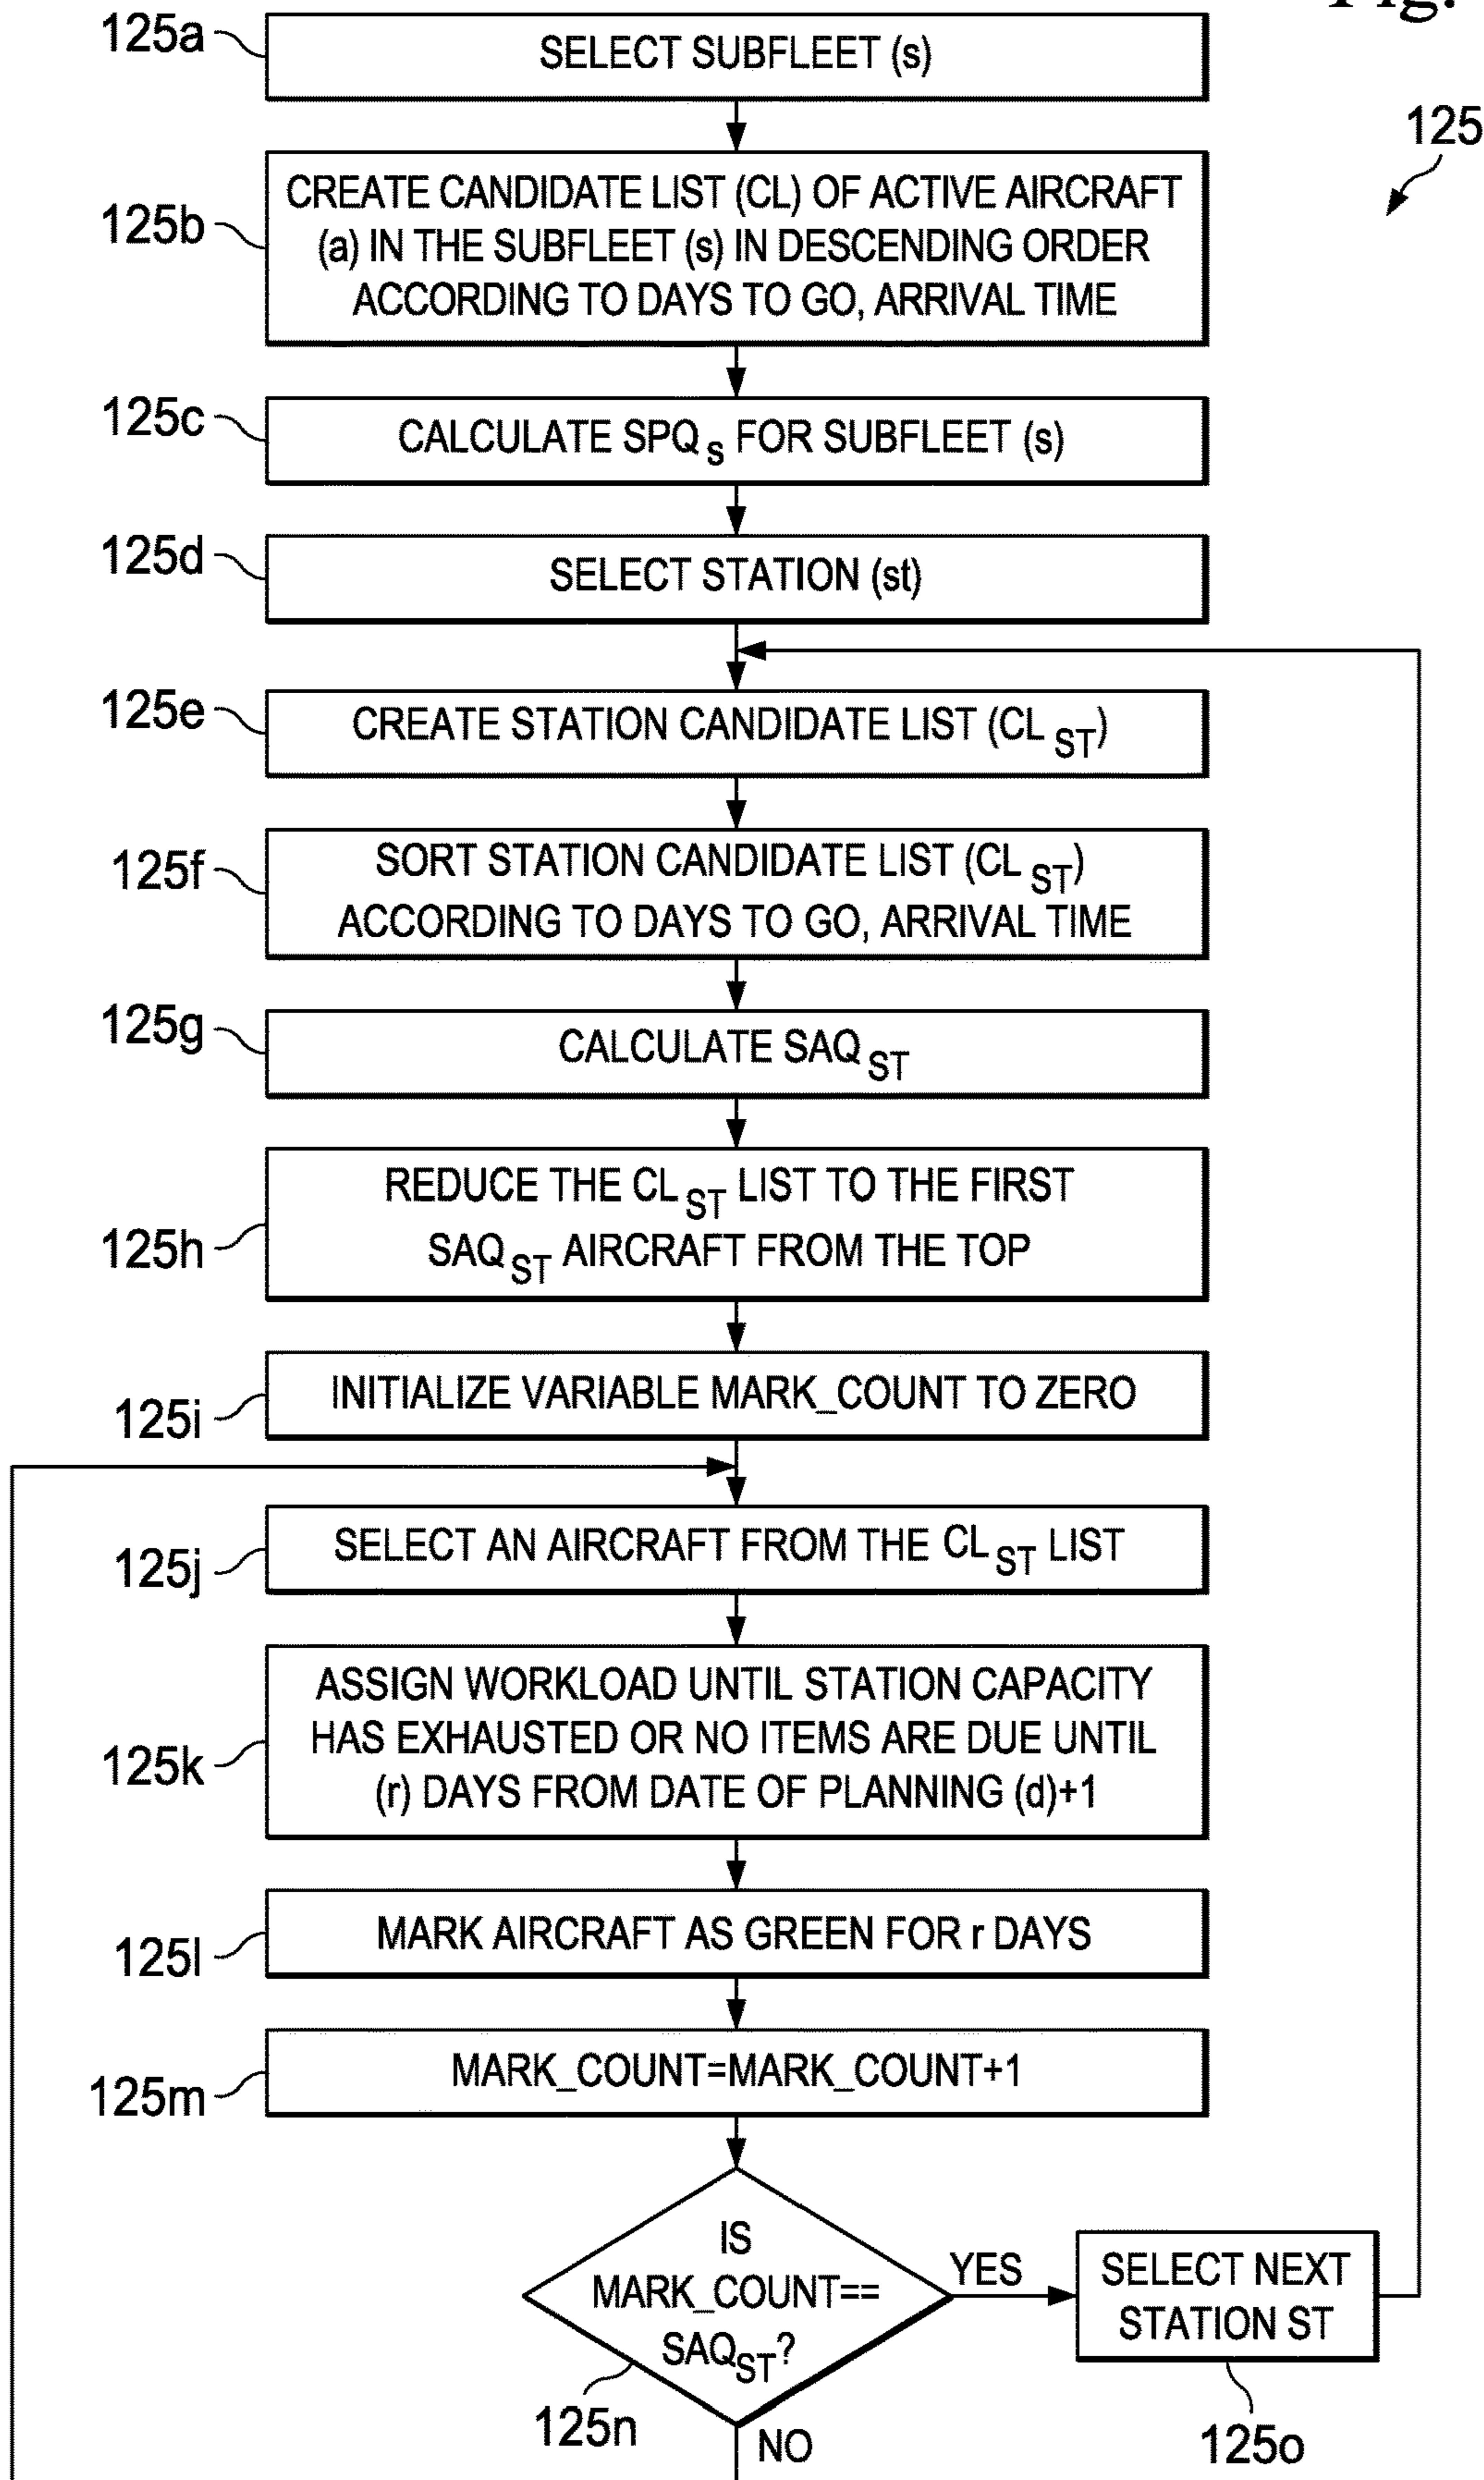 Fig.
125
125a
SELECT SUBFLEET (s)
125b
CREATE CANDIDATE LIST (CL) OF ACTIVE AIRCRAFT
(a) IN THE SUBFLEET (s) IN DESCENDING ORDER
ACCORDING TO DAYS TO GO, ARRIVAL TIME
125c
CALCULATE SPQ s FOR SUBFLEET (s)
125d
SELECT STATION (st)
125e
CREATE STATION CANDIDATE LIST (CL ST)
125f
SORT STATION CANDIDATE LIST (CL ST)
ACCORDING TO DAYS TO GO, ARRIVAL TIME
125g
CALCULATE SAQ ST
125h
REDUCE THE CL ST LIST TO THE FIRST
SAQ ST AIRCRAFT FROM THE TOP
125i
INITIALIZE VARIABLE MARK_COUNT TO ZERO
125j
SELECT AN AIRCRAFT FROM THE CL ST LIST
125k
ASSIGN WORKLOAD UNTIL STATION CAPACITY
HAS EXHAUSTED OR NO ITEMS ARE DUE UNTIL
(r) DAYS FROM DATE OF PLANNING (d)+1
125l
MARK AIRCRAFT AS GREEN FOR r DAYS
125m
MARK_COUNT=MARK_COUNT+1
IS
MARK_COUNT==
SAQST?
125n
YES
SELECT NEXT
STATION ST
125o
NO